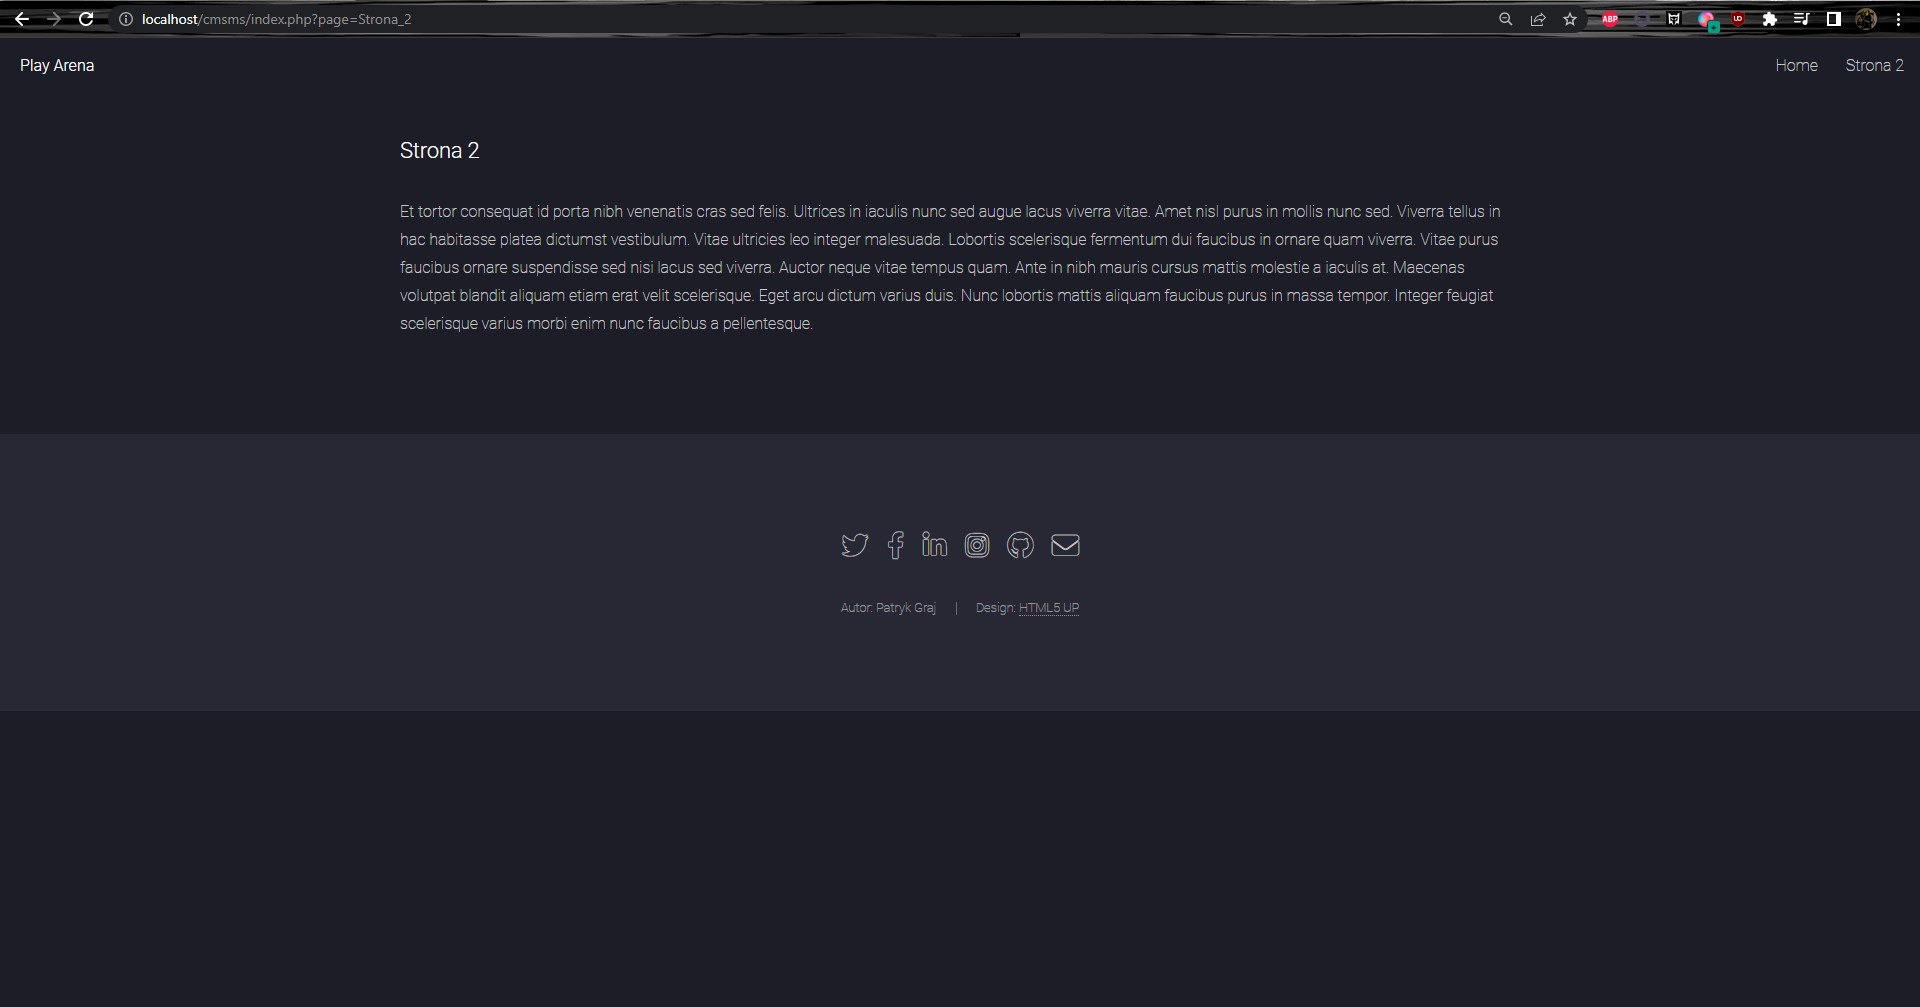 localhost/cmsms/index.php?page=Strona_2
ABP
Play Arena
Home
Strona 2
Strona 2
Et tortor consequat id porta nibh venenatis cras sed felis. Ultrices in iaculis nunc sed augue lacus viverra vitae. Amet nisl purus in mollis nunc sed. Viverra tellus in
hac habitasse platea dictumst vestibulum. Vitae ultricies leo integer malesuada. Lobortis scelerisque fermentum dui faucibus in ornare quam viverra. Vitae purus
faucibus ornare suspendisse sed nisi lacus sed viverra. Auctor neque vitae tempus quam. Ante in nibh mauris cursus mattis molestie a iaculis at. Maecenas
volutpat blandit aliquam etiam erat velit scelerisque. Eget arcu dictum varius duis. Nunc lobortis mattis aliquam faucibus purus in massa tempor. Integer feugiat
scelerisque varius morbi enim nunc faucibus a pellentesque.
Autor: Patryk Graj | Design: HTML5 UP